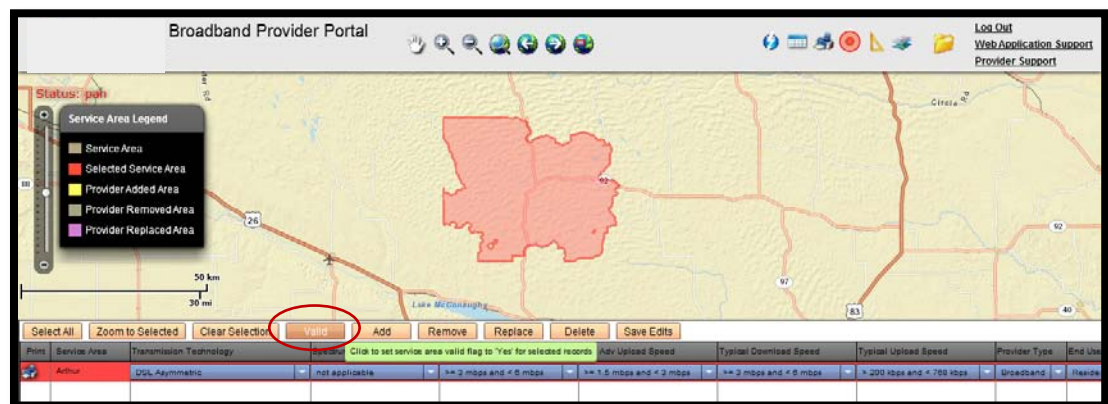 Broadband Provider Portal
Log Out
Web Application Support
Provider Support
Status: pan
Service Area Legend
Service Area
Selected Service Area
Provider Added Area
Provider Removed Area
Provider Replaced Area
Circle Rd
92
26
92
97
83
40
50 km
30 mi
Lake McConaughy
Select All Zoom to Selected Clear Selection Valid Add Remove Replace Delete Save Edits
Print Service Area Transmission Technology Click to set service area valid flag to 'Yes' for selected records Adv Upload Speed Typical Download Speed Typical Upload Speed Provider Type End Use
Arthur DSL Asymmetric not applicable >= 3 mbps and < 6 mbps >= 1.5 mbps and < 3 mbps >= 3 mbps and < 6 mbps > 200 kbps and < 768 kbps Broadband Reside